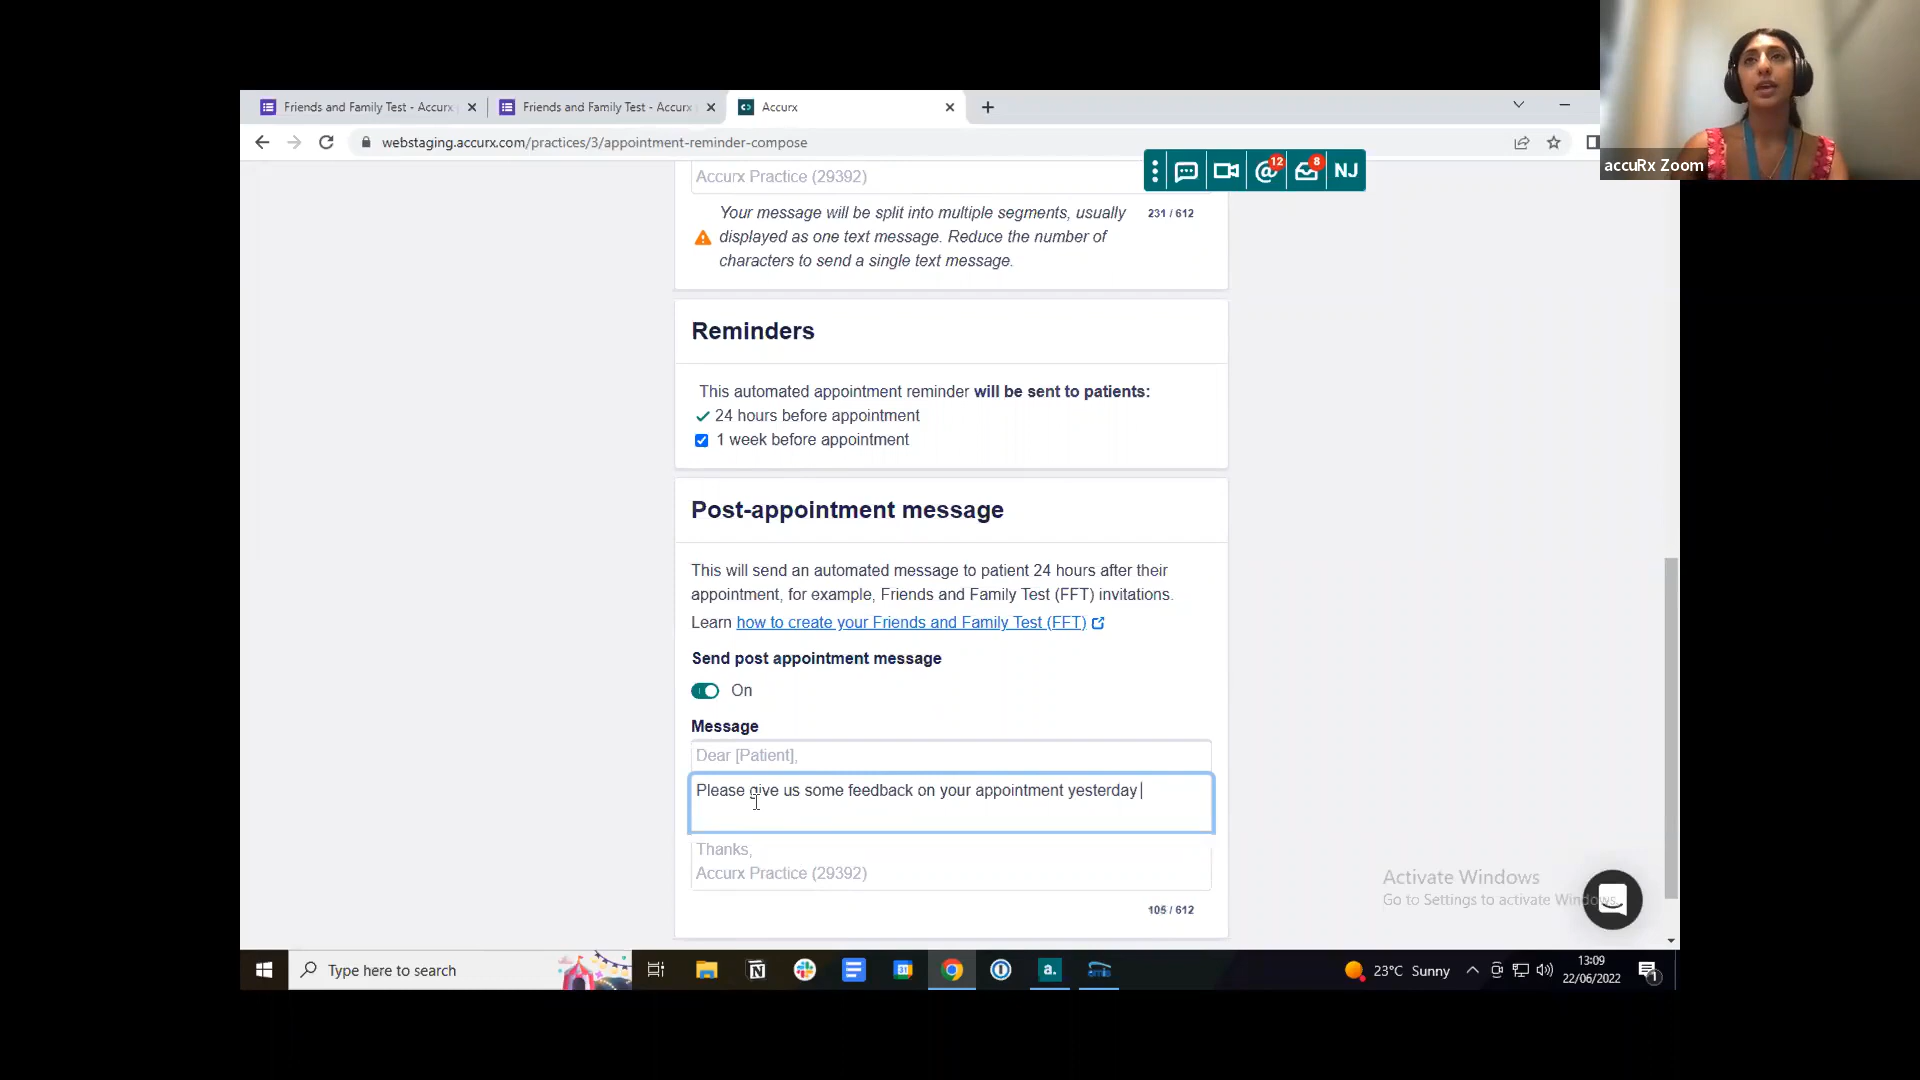 Friends and Family Test - Accurx
Friends and Family Test - Accurx
Accurx
webstaging.accurx.com/practices/3/appointment-reminder-compose
accuRx Zoom
12
8
NJ
Accurx Practice (29392)
Your message will be split into multiple segments, usually
231 / 612
displayed as one text message. Reduce the number of
characters to send a single text message.
Reminders
This automated appointment reminder will be sent to patients:
24 hours before appointment
1 week before appointment
Post-appointment message
This will send an automated message to patient 24 hours after their
appointment, for example, Friends and Family Test (FFT) invitations.
Learn how to create your Friends and Family Test (FFT)
Send post appointment message
On
Message
Dear [Patient],
Please give us some feedback on your appointment yesterday
Thanks,
Accurx Practice (29392)
105 / 612
Activate Windows
Go to Settings to activate Windows.
Type here to search
31
a.
23°C Sunny
13:09
22/06/2022
1